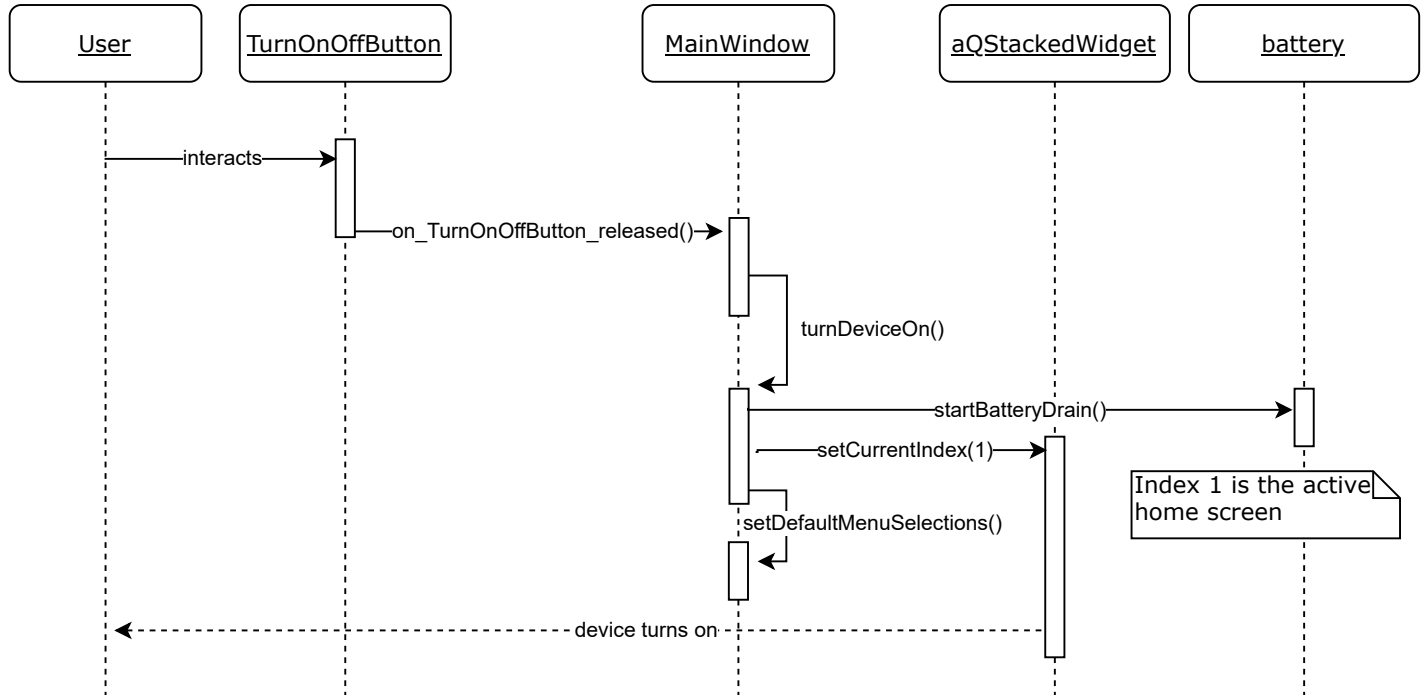 User
TurnOnOffButton
MainWindow
aQStackedWidget
battery
interacts
on_TurnOnOffButton_released()
turnDeviceOn()
startBatteryDrain()
setCurrentIndex(1)
Index 1 is the active
home screen
setDefaultMenuSelections()
device turns on